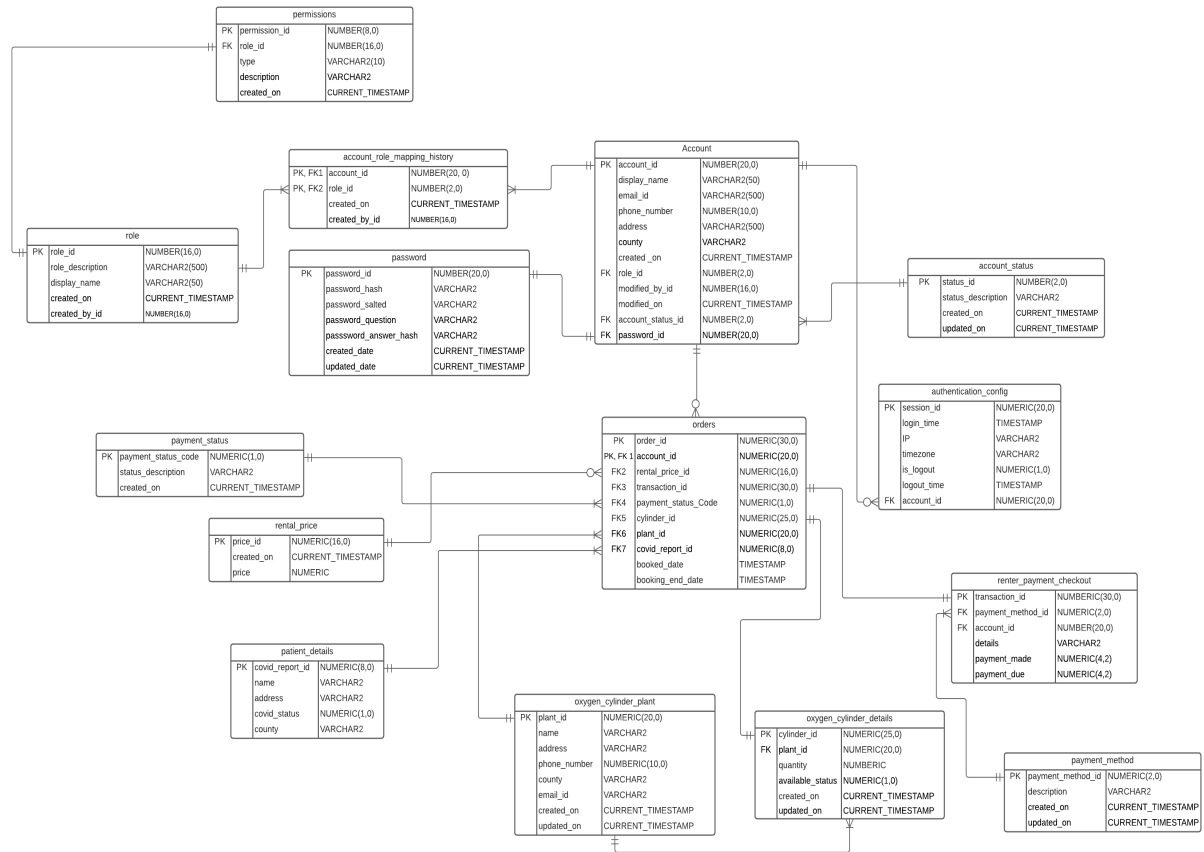 permissions
PK permission_id NUMBER(8,0)
FK role_id NUMBER(16,0)
type VARCHAR2(10)
description VARCHAR2
created_on CURRENT_TIMESTAMP
account_role_mapping_history
PK, FK1 account_id NUMBER(20, 0)
PK, FK2 role_id NUMBER(2,0)
created_on CURRENT_TIMESTAMP
created_by_id NUMBER(16,0)
Account
PK account_id NUMBER(20,0)
display_name VARCHAR2(50)
email_id VARCHAR2(500)
phone_number NUMBER(10,0)
address VARCHAR2(500)
county VARCHAR2
created_on CURRENT_TIMESTAMP
FK role_id NUMBER(2,0)
modified_by_id NUMBER(16,0)
modified_on CURRENT_TIMESTAMP
FK account_status_id NUMBER(2,0)
FK password_id NUMBER(20,0)
role
PK role_id NUMBER(16,0)
role_description VARCHAR2(500)
display_name VARCHAR2(50)
created_on CURRENT_TIMESTAMP
created_by_id NUMBER(16,0)
password
PK password_id NUMBER(20,0)
password_hash VARCHAR2
password_salted VARCHAR2
password_question VARCHAR2
passsword_answer_hash VARCHAR2
created_date CURRENT_TIMESTAMP
updated_date CURRENT_TIMESTAMP
account_status
PK status_id NUMBER(2,0)
status_description VARCHAR2
created_on CURRENT_TIMESTAMP
updated_on CURRENT_TIMESTAMP
authentication_config
PK session_id NUMERIC(20,0)
login_time TIMESTAMP
IP VARCHAR2
timezone VARCHAR2
is_logout NUMERIC(1,0)
logout_time TIMESTAMP
FK account_id NUMERIC(20,0)
orders
PK order_id NUMERIC(30,0)
PK, FK 1 account_id NUMERIC(20,0)
FK2 rental_price_id NUMERIC(16,0)
FK3 transaction_id NUMERIC(30,0)
FK4 payment_status_Code NUMERIC(1,0)
FK5 cylinder_id NUMERIC(25,0)
FK6 plant_id NUMERIC(20,0)
FK7 covid_report_id NUMERIC(8,0)
booked_date TIMESTAMP
booking_end_date TIMESTAMP
payment_status
PK payment_status_code NUMERIC(1,0)
status_description VARCHAR2
created_on CURRENT_TIMESTAMP
rental_price
PK price_id NUMERIC(16,0)
created_on CURRENT_TIMESTAMP
price NUMERIC
renter_payment_checkout
PK transaction_id NUMBERIC(30,0)
FK payment_method_id NUMERIC(2,0)
FK account_id NUMBER(20,0)
details VARCHAR2
payment_made NUMERIC(4,2)
payment_due NUMERIC(4,2)
patient_details
PK covid_report_id NUMERIC(8,0)
name VARCHAR2
address VARCHAR2
covid_status NUMERIC(1,0)
county VARCHAR2
oxygen_cylinder_plant
PK plant_id NUMERIC(20,0)
name VARCHAR2
address VARCHAR2
phone_number NUMBERIC(10,0)
county VARCHAR2
email_id VARCHAR2
created_on CURRENT_TIMESTAMP
updated_on CURRENT_TIMESTAMP
oxygen_cylinder_details
PK cylinder_id NUMERIC(25,0)
FK plant_id NUMERIC(20,0)
quantity NUMBERIC
available_status NUMERIC(1,0)
created_on CURRENT_TIMESTAMP
updated_on CURRENT_TIMESTAMP
payment_method
PK payment_method_id NUMERIC(2,0)
description VARCHAR2
created_on CURRENT_TIMESTAMP
updated_on CURRENT_TIMESTAMP